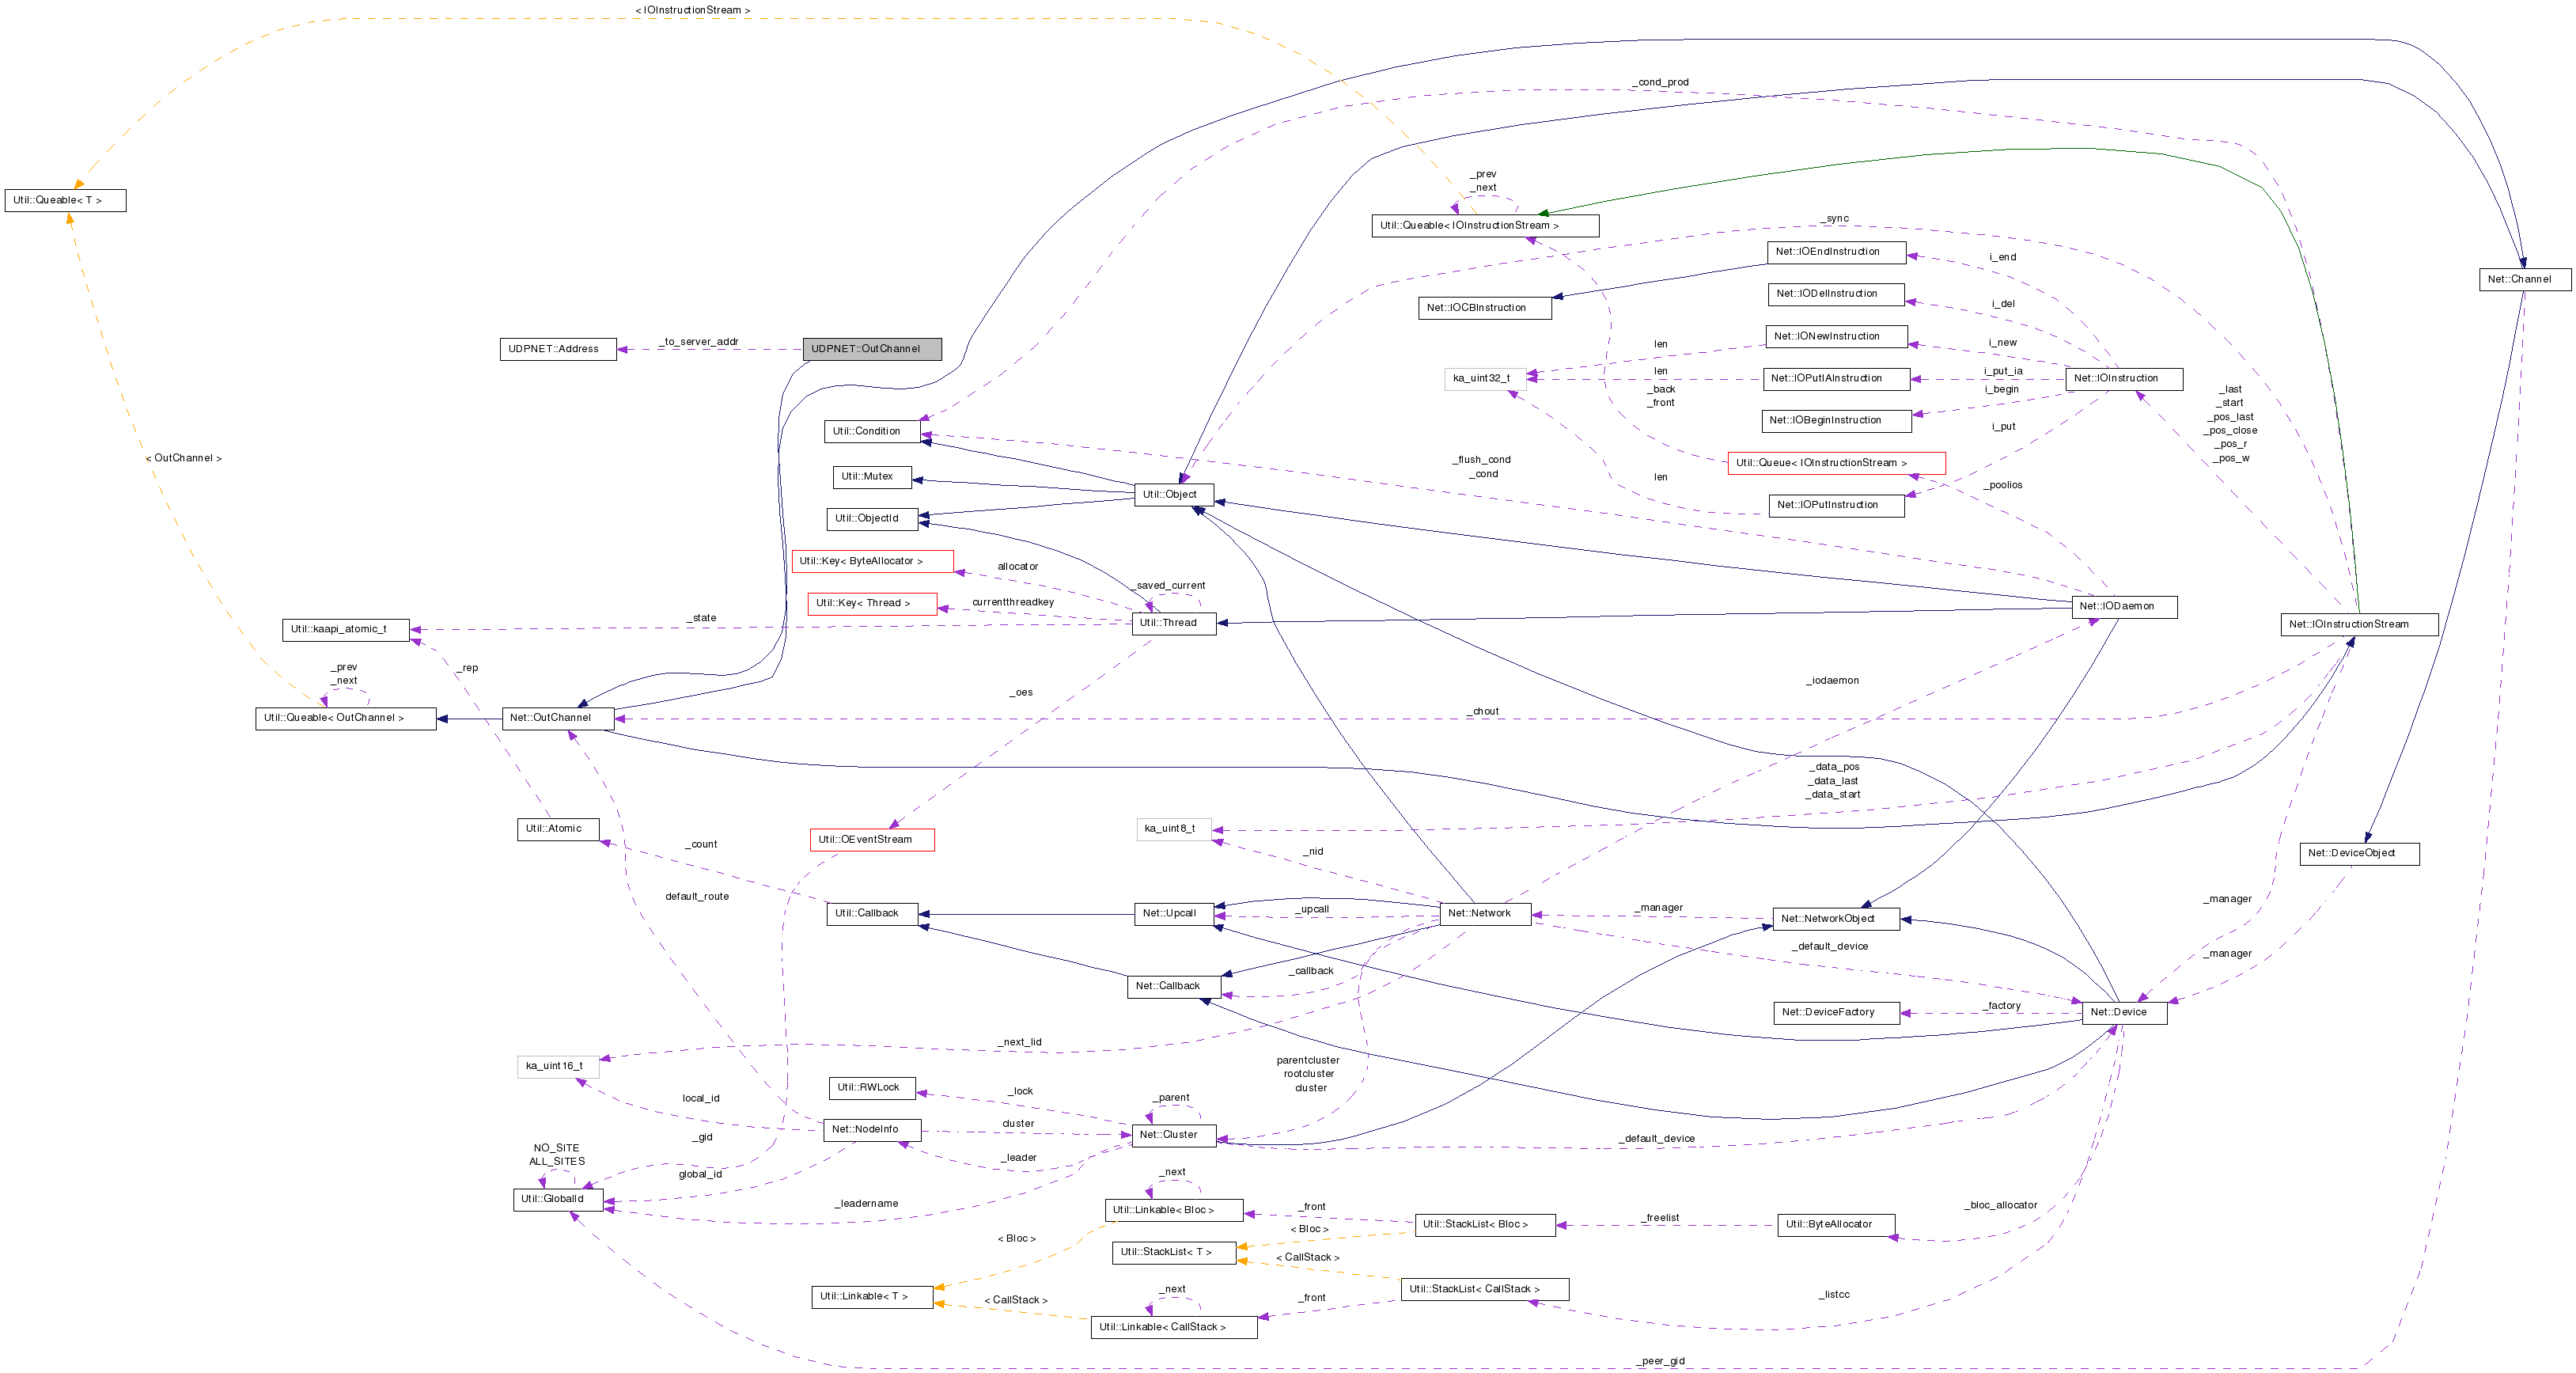 < IOInstructionStream >
_cond_prod
_prev
_next
Util::Queable< T >
_sync
Util::Queable< IOInstructionStream >
Net::IOEndInstruction
i_end
Net::Channel
Net::IODelInstruction
i_del
Net::IOCBInstruction
Net::IONewInstruction
i_new
len
_to_server_addr
UDPNET::Address
UDPNET::OutChannel
ka_uint32_t
len
Net::IOPutIAInstruction
i_put_ia
Net::IOInstruction
_back
_front
i_begin
_last
_start
_pos_last
_pos_close
_pos_r
_pos_w
Net::IOBeginInstruction
i_put
Util::Condition
< OutChannel >
_flush_cond
_cond
Util::Queue< IOInstructionStream >
Util::Mutex
len
_poolios
Util::Object
Net::IOPutInstruction
Util::ObjectId
Util::Key< ByteAllocator >
allocator
_saved_current
Util::Key< Thread >
currentthreadkey
Net::IODaemon
_state
Util::kaapi_atomic_t
Util::Thread
Net::IOInstructionStream
_prev
_next
_rep
_oes
_iodaemon
Util::Queable< OutChannel >
Net::OutChannel
_chout
_data_pos
_data_last
_data_start
Util::Atomic
ka_uint8_t
Util::OEventStream
_count
_nid
Net::DeviceObject
default_route
_manager
Util::Callback
Net::Upcall
_upcall
Net::Network
_manager
Net::NetworkObject
_default_device
_manager
_callback
Net::Callback
_factory
Net::DeviceFactory
Net::Device
_next_lid
ka_uint16_t
parentcluster
rootcluster
cluster
Util::RWLock
_lock
_parent
local_id
Net::NodeInfo
cluster
Net::Cluster
_gid
_default_device
NO_SITE
ALL_SITES
_leader
global_id
_next
Util::GlobalId
_leadername
Util::Linkable< Bloc >
_front
Util::StackList< Bloc >
_freelist
Util::ByteAllocator
_bloc_allocator
< Bloc >
< Bloc >
Util::StackList< T >
< CallStack >
Util::Linkable< T >
_next
Util::StackList< CallStack >
_listcc
< CallStack >
_front
Util::Linkable< CallStack >
_peer_gid